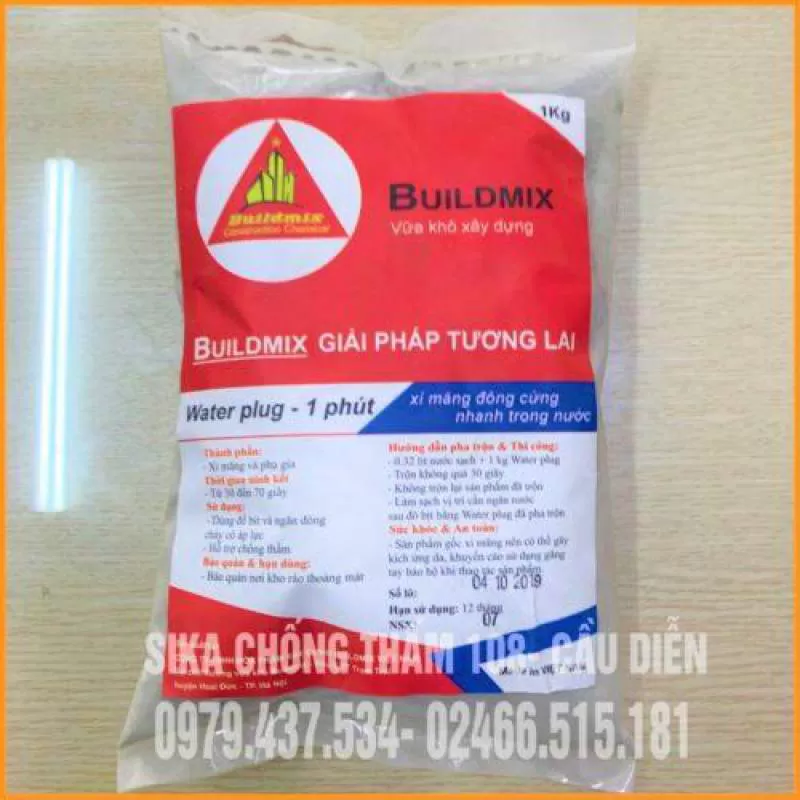 1Kg
Buildmix
Construction Chemical
BUILDMIX
Vữa khô xây dựng
BUILDMIX GIẢI PHÁP TƯƠNG LAI
Water plug - 1 phút
xi măng đông cứng
nhanh trong nước
Thành phần:
- Xi măng và phụ gia
Thời gian ninh kết
- Từ 30 đến 70 giây
Sử dụng:
- Dùng để bít và ngăn dòng
chảy có áp lực
- Hỗ trợ chống thấm
Bảo quản & hạn dùng:
- Bảo quản nơi khô ráo thoáng mát
Hướng dẫn pha trộn & Thi công:
- 0.32 lít nước sạch + 1 kg Water plug
- Trộn không quá 30 giây
- Không trộn lại sản phẩm đã trộn
- Làm sạch vị trí cần ngăn nước
sau đó bịt bằng Water plug đã pha trộn
Sức khỏe & An toàn:
- Sản phẩm gốc xi măng nên có thể gây
kích ứng da, khuyến cáo sử dụng găng
tay bảo hộ khi thao tác sản phẩm
04 10 2019
Số lô:
Hạn sử dụng: 12 tháng
NSX: 07
SIKA CHỐNG THẤM 108- CẦU DIỄN
Huyện Hoài Đức, - TP. Hà Nội
0979.437.534- 02466.515.181